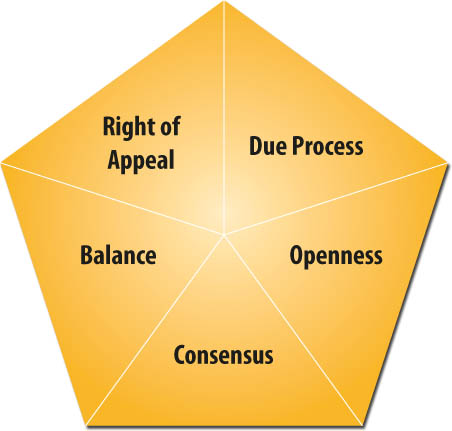 Right of
Appeal
Due Process
Balance
Openness
Consensus